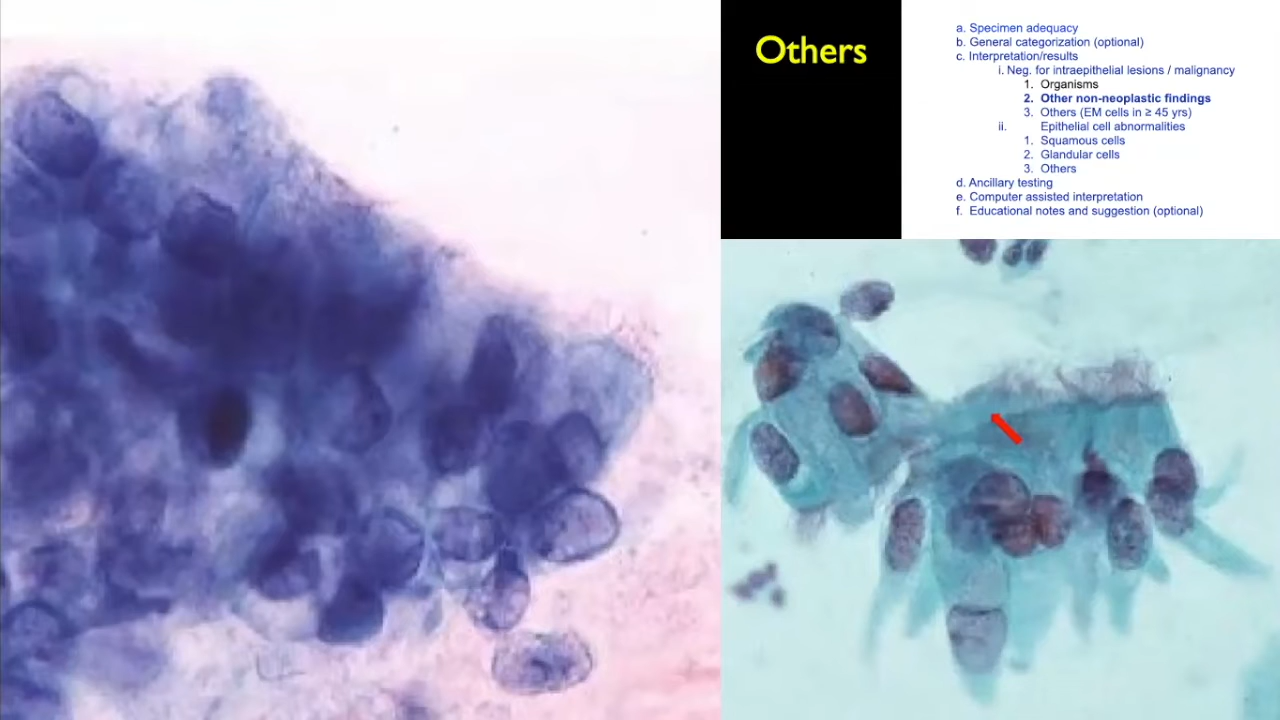 Others
a. Specimen adequacy
b. General categorization (optional)
c. Interpretation/results
i. Neg. for intraepithelial lesions / malignancy
1. Organisms
2. Other non-neoplastic findings
3. Others (EM cells in ≥ 45 yrs)
ii. Epithelial cell abnormalities
1. Squamous cells
2. Glandular cells
3. Others
d. Ancillary testing
e. Computer assisted interpretation
f. Educational notes and suggestion (optional)